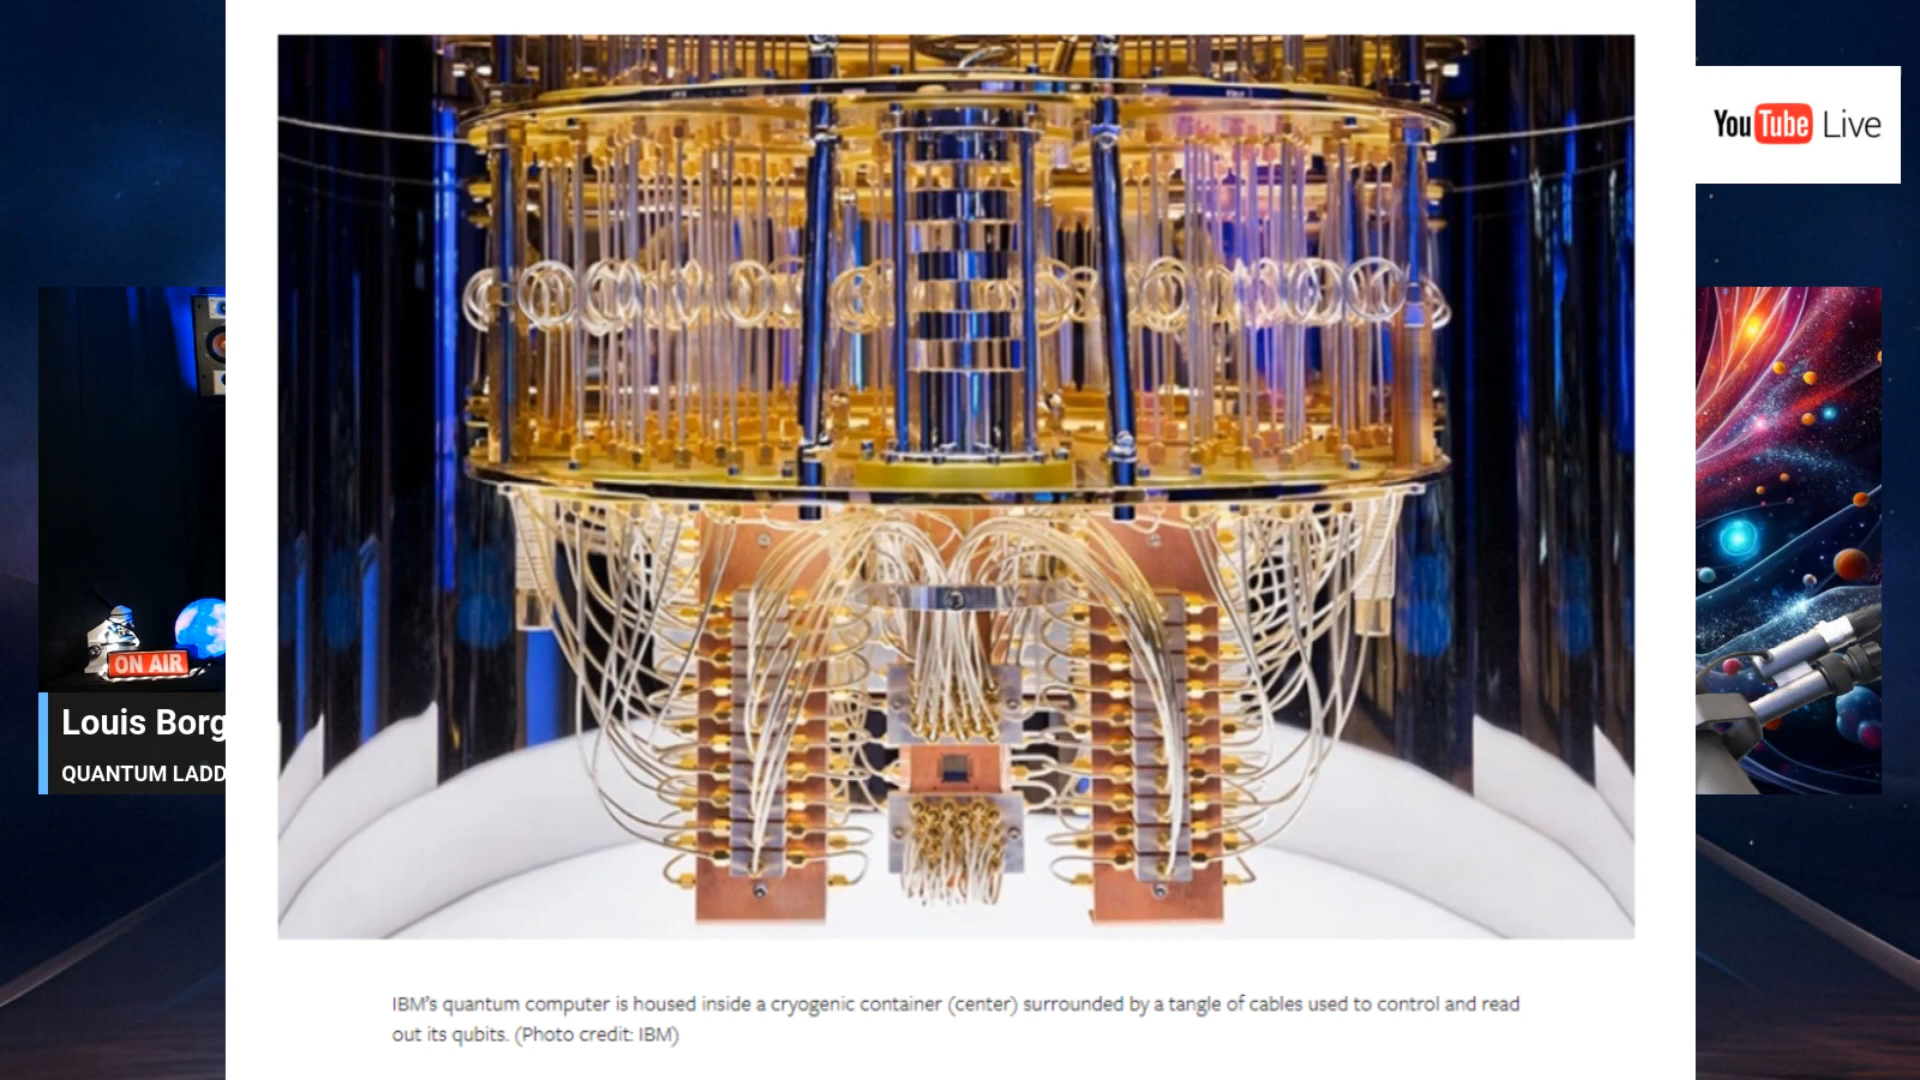 YouTube Live
ON AIR
Louis Borg
QUANTUM LADD
IBM's quantum computer is housed inside a cryogenic container (center) surrounded by a tangle of cables used to control and read
out its qubits. (Photo credit: IBM)